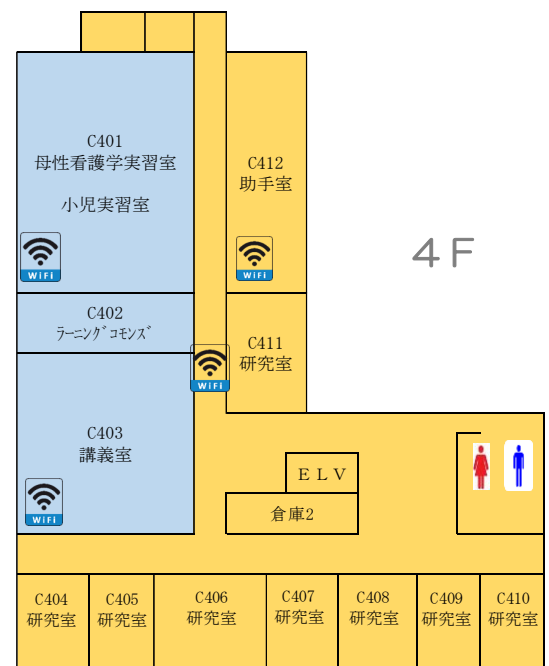 C401
母性看護学実習室
小児実習室
WiFi
C412
助手室
WiFi
４Ｆ
C402
ﾗｰﾆﾝｸﾞｺﾓﾝｽﾞ
C411
研究室
WiFi
C403
講義室
WiFi
ＥＬＶ
倉庫2
C404
研究室
C405
研究室
C406
研究室
C407
研究室
C408
研究室
C409
研究室
C410
研究室